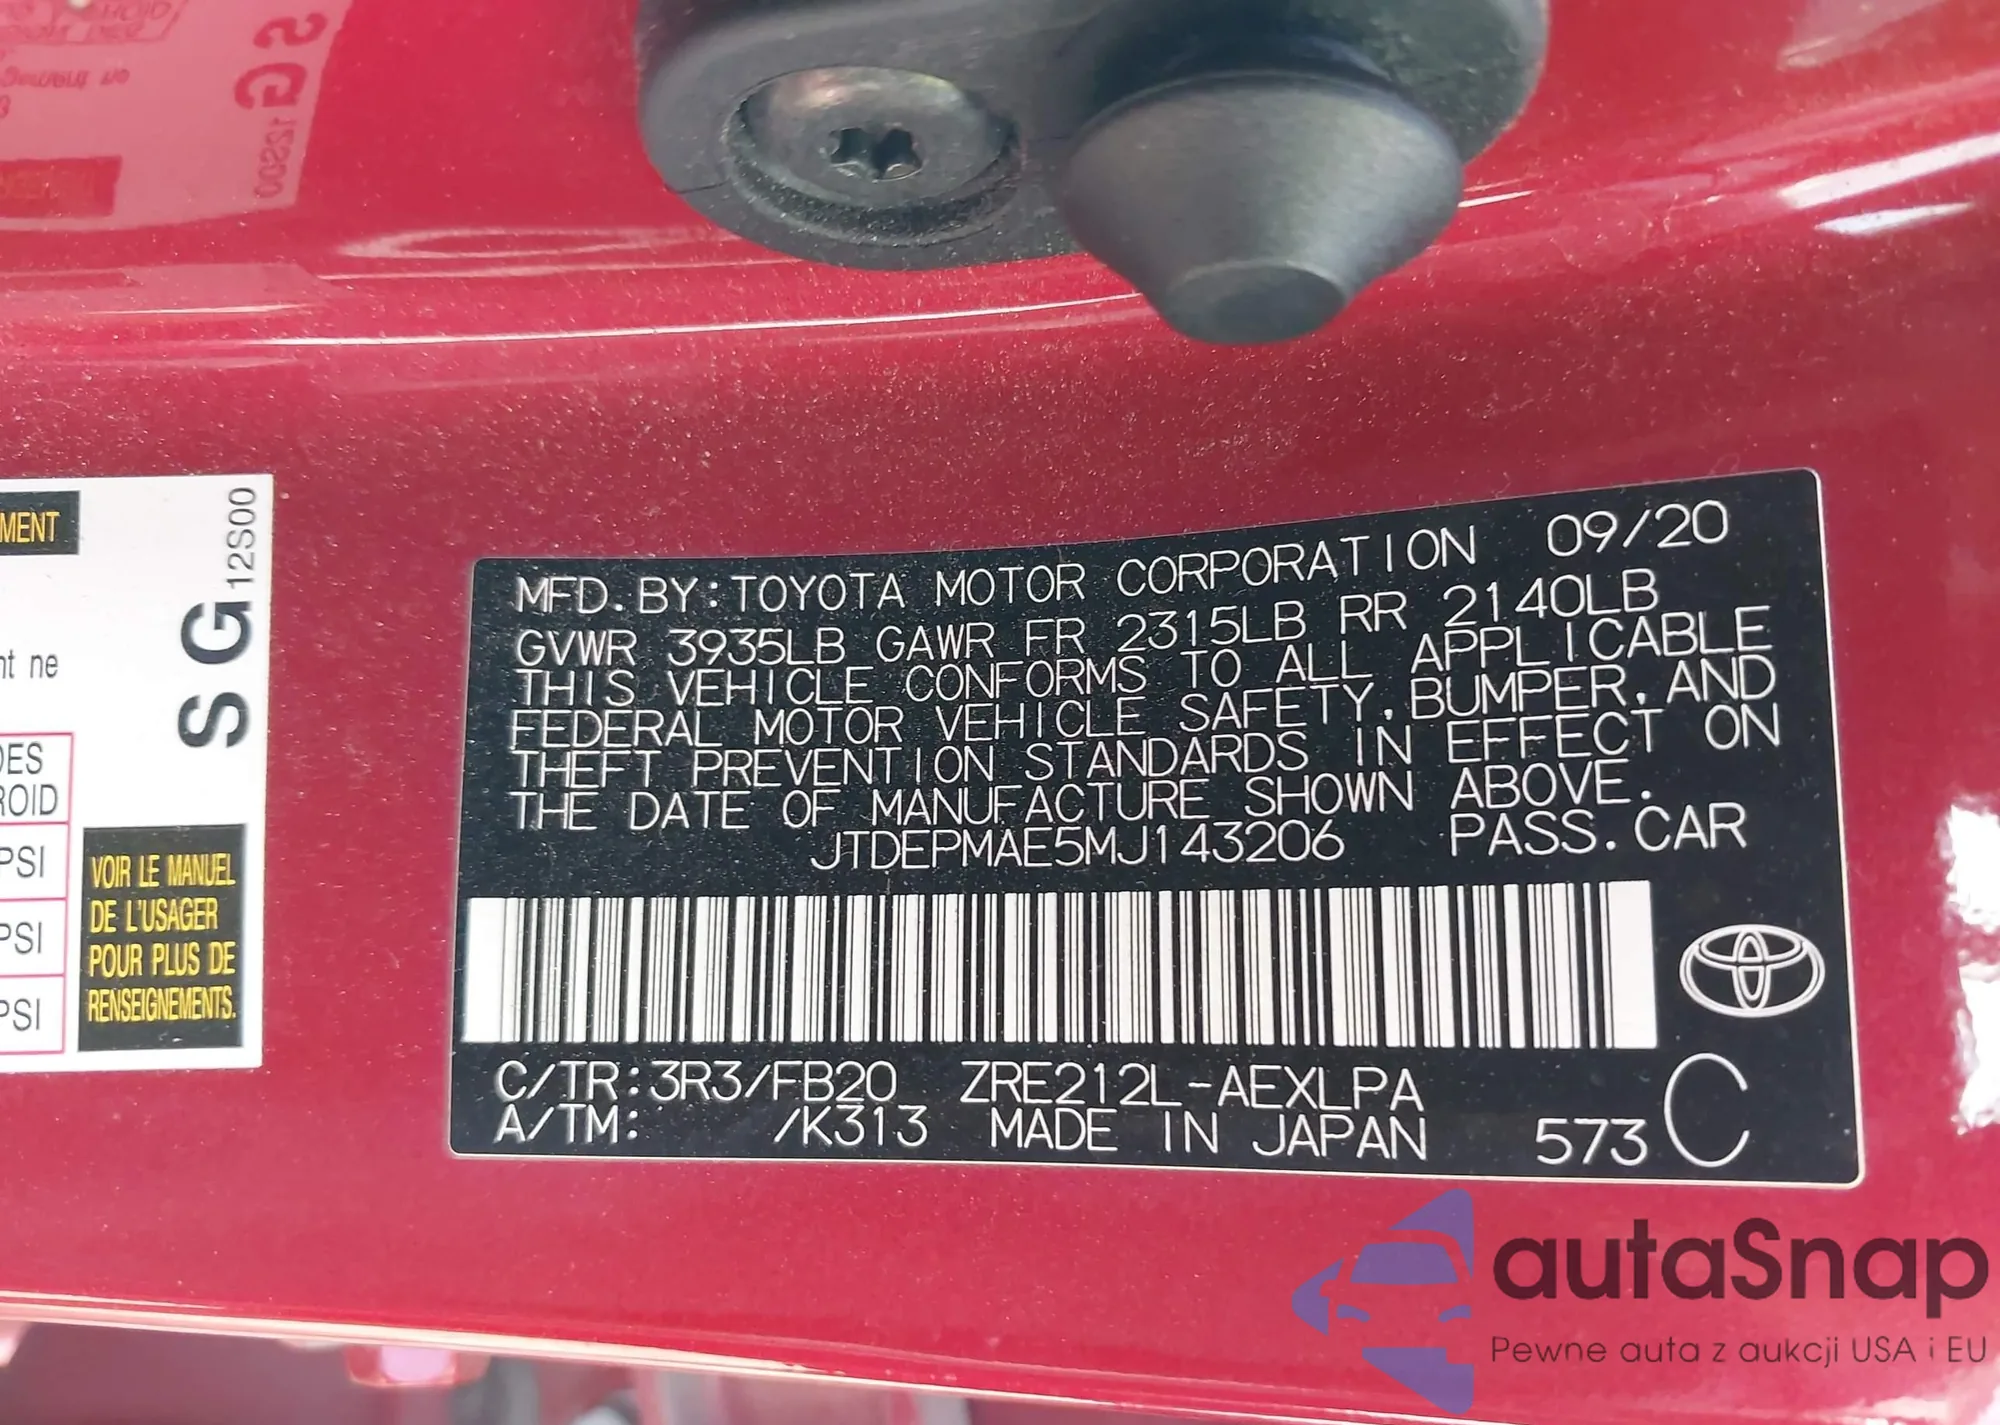 MENT
nt ne
DES
ROID
PSI
PSI
PSI
S G 12S00
VOIR LE MANUEL
DE L'USAGER
POUR PLUS DE
RENSEIGNEMENTS.
MFD. BY: TOYOTA MOTOR CORPORATION 09/20
GVWR 3935LB GAWR FR 2315LB RR 2140LB
THIS VEHICLE CONFORMS TO ALL APPLICABLE
FEDERAL MOTOR VEHICLE SAFETY, BUMPER, AND
THEFT PREVENTION STANDARDS IN EFFECT ON
THE DATE OF MANUFACTURE SHOWN ABOVE.
JTDEPMAE5MJ143206 PASS. CAR
C/TR: 3R3/FB20 ZRE212L-AEXLPA
A/TM: /K313 MADE IN JAPAN 573 C
autaSnap
Pewne auta z aukcji USA i EU